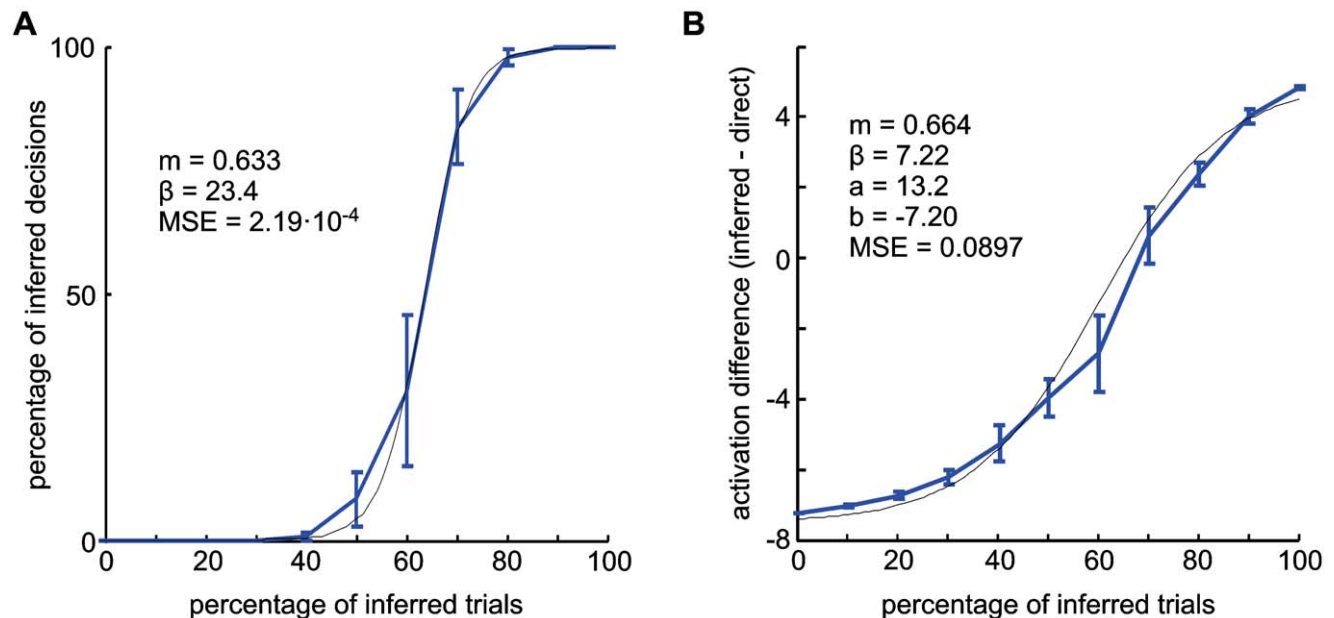 A
percentage of inferred decisions
100
50
0
m = 0.633
β = 23.4
MSE = 2.19·10-4
0 20 40 60 80 100
percentage of inferred trials
B
activation difference (inferred - direct)
4
0
-4
-8
m = 0.664
β = 7.22
a = 13.2
b = -7.20
MSE = 0.0897
0 20 40 60 80 100
percentage of inferred trials